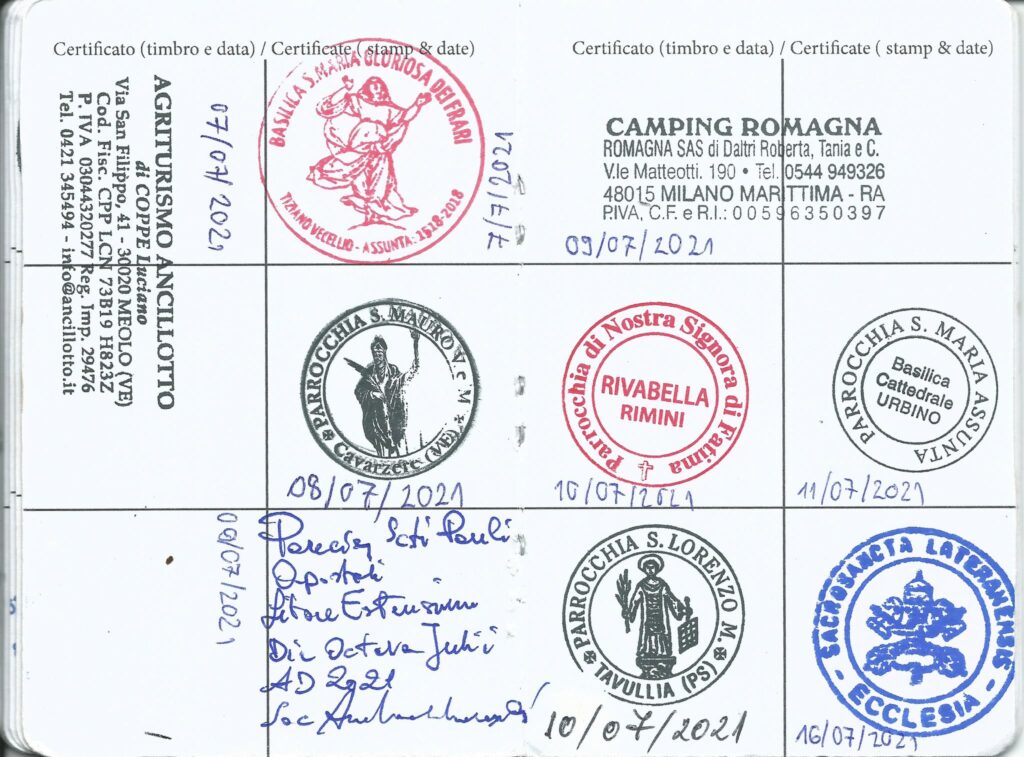 Certificato (timbro e data) / Certificate ( stamp & date)
AGRITURISMO ANCILLOTTO
di COPPE Luciano
Via San Filippo, 41 - 30020 MEOLO (VE)
Cod. Fisc. CPP LCN 73B19 H823Z
P. IVA 03044320277 Reg. Imp. 29476
Tel. 0421 345494 - info@ancillotto.it
07/07/2021
BASILICA S. MARIA GLORIOSA DEI FRARI
TIZIANO VECELLIO - ASSUNTA: 1518-2018
7/7/2021
PARROCCHIA S. MAURO V. e M.
Cavarzere (VE)
08/07/2021
09/07/2021
Scti Pauli
Litore
Die Octava Julii
AD 2021
Certificato (timbro e data) / Certificate ( stamp & date)
CAMPING ROMAGNA
ROMAGNA SAS di Daltri Roberta, Tania e C.
V.le Matteotti. 190 • Tel. 0544 949326
48015 MILANO MARITTIMA - RA
P.IVA, C.F. e R.I.: 00596350397
09/07/2021
Parrocchia di Nostra Signora di Fatima
RIVABELLA
RIMINI
10/07/2021
PARROCCHIA S. MARIA ASSUNTA
Basilica
Cattedrale
URBINO
11/07/2021
PARROCCHIA S. LORENZO M.
TAVULLIA (PS)
10/07/2021
SACROSANCTA LATERANENSIS
ECCLESIA
16/07/2021